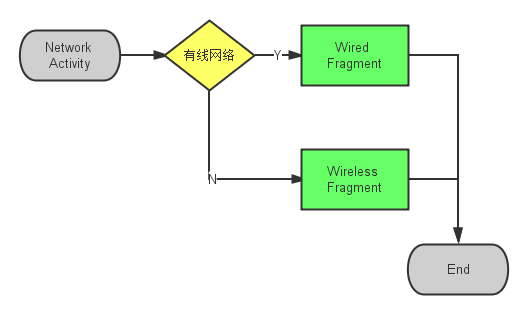 Network
Activity
有线网络
Y
Wired
Fragment
N
Wireless
Fragment
End